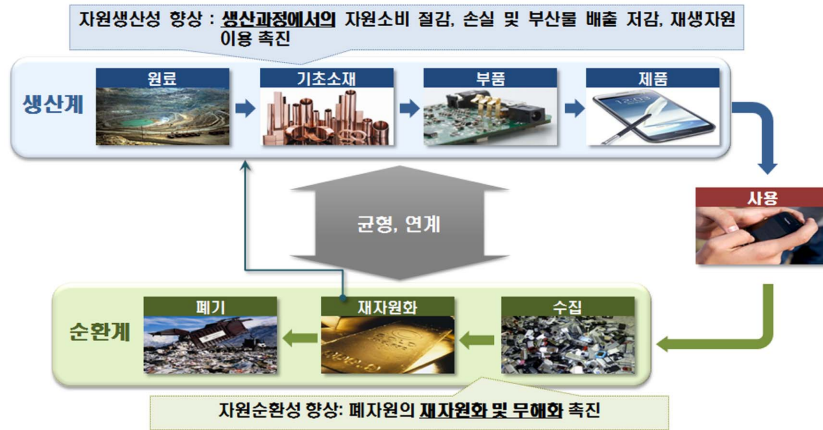 자원생산성 향상 : 생산과정에서의 자원소비 절감, 손실 및 부산물 배출 저감, 재생자원
이용 촉진
생산계
원료
기초소재
부품
제품
사용
균형, 연계
순환계
폐기
재자원화
수집
자원순환성 향상: 폐자원의 재자원화 및 무해화 촉진